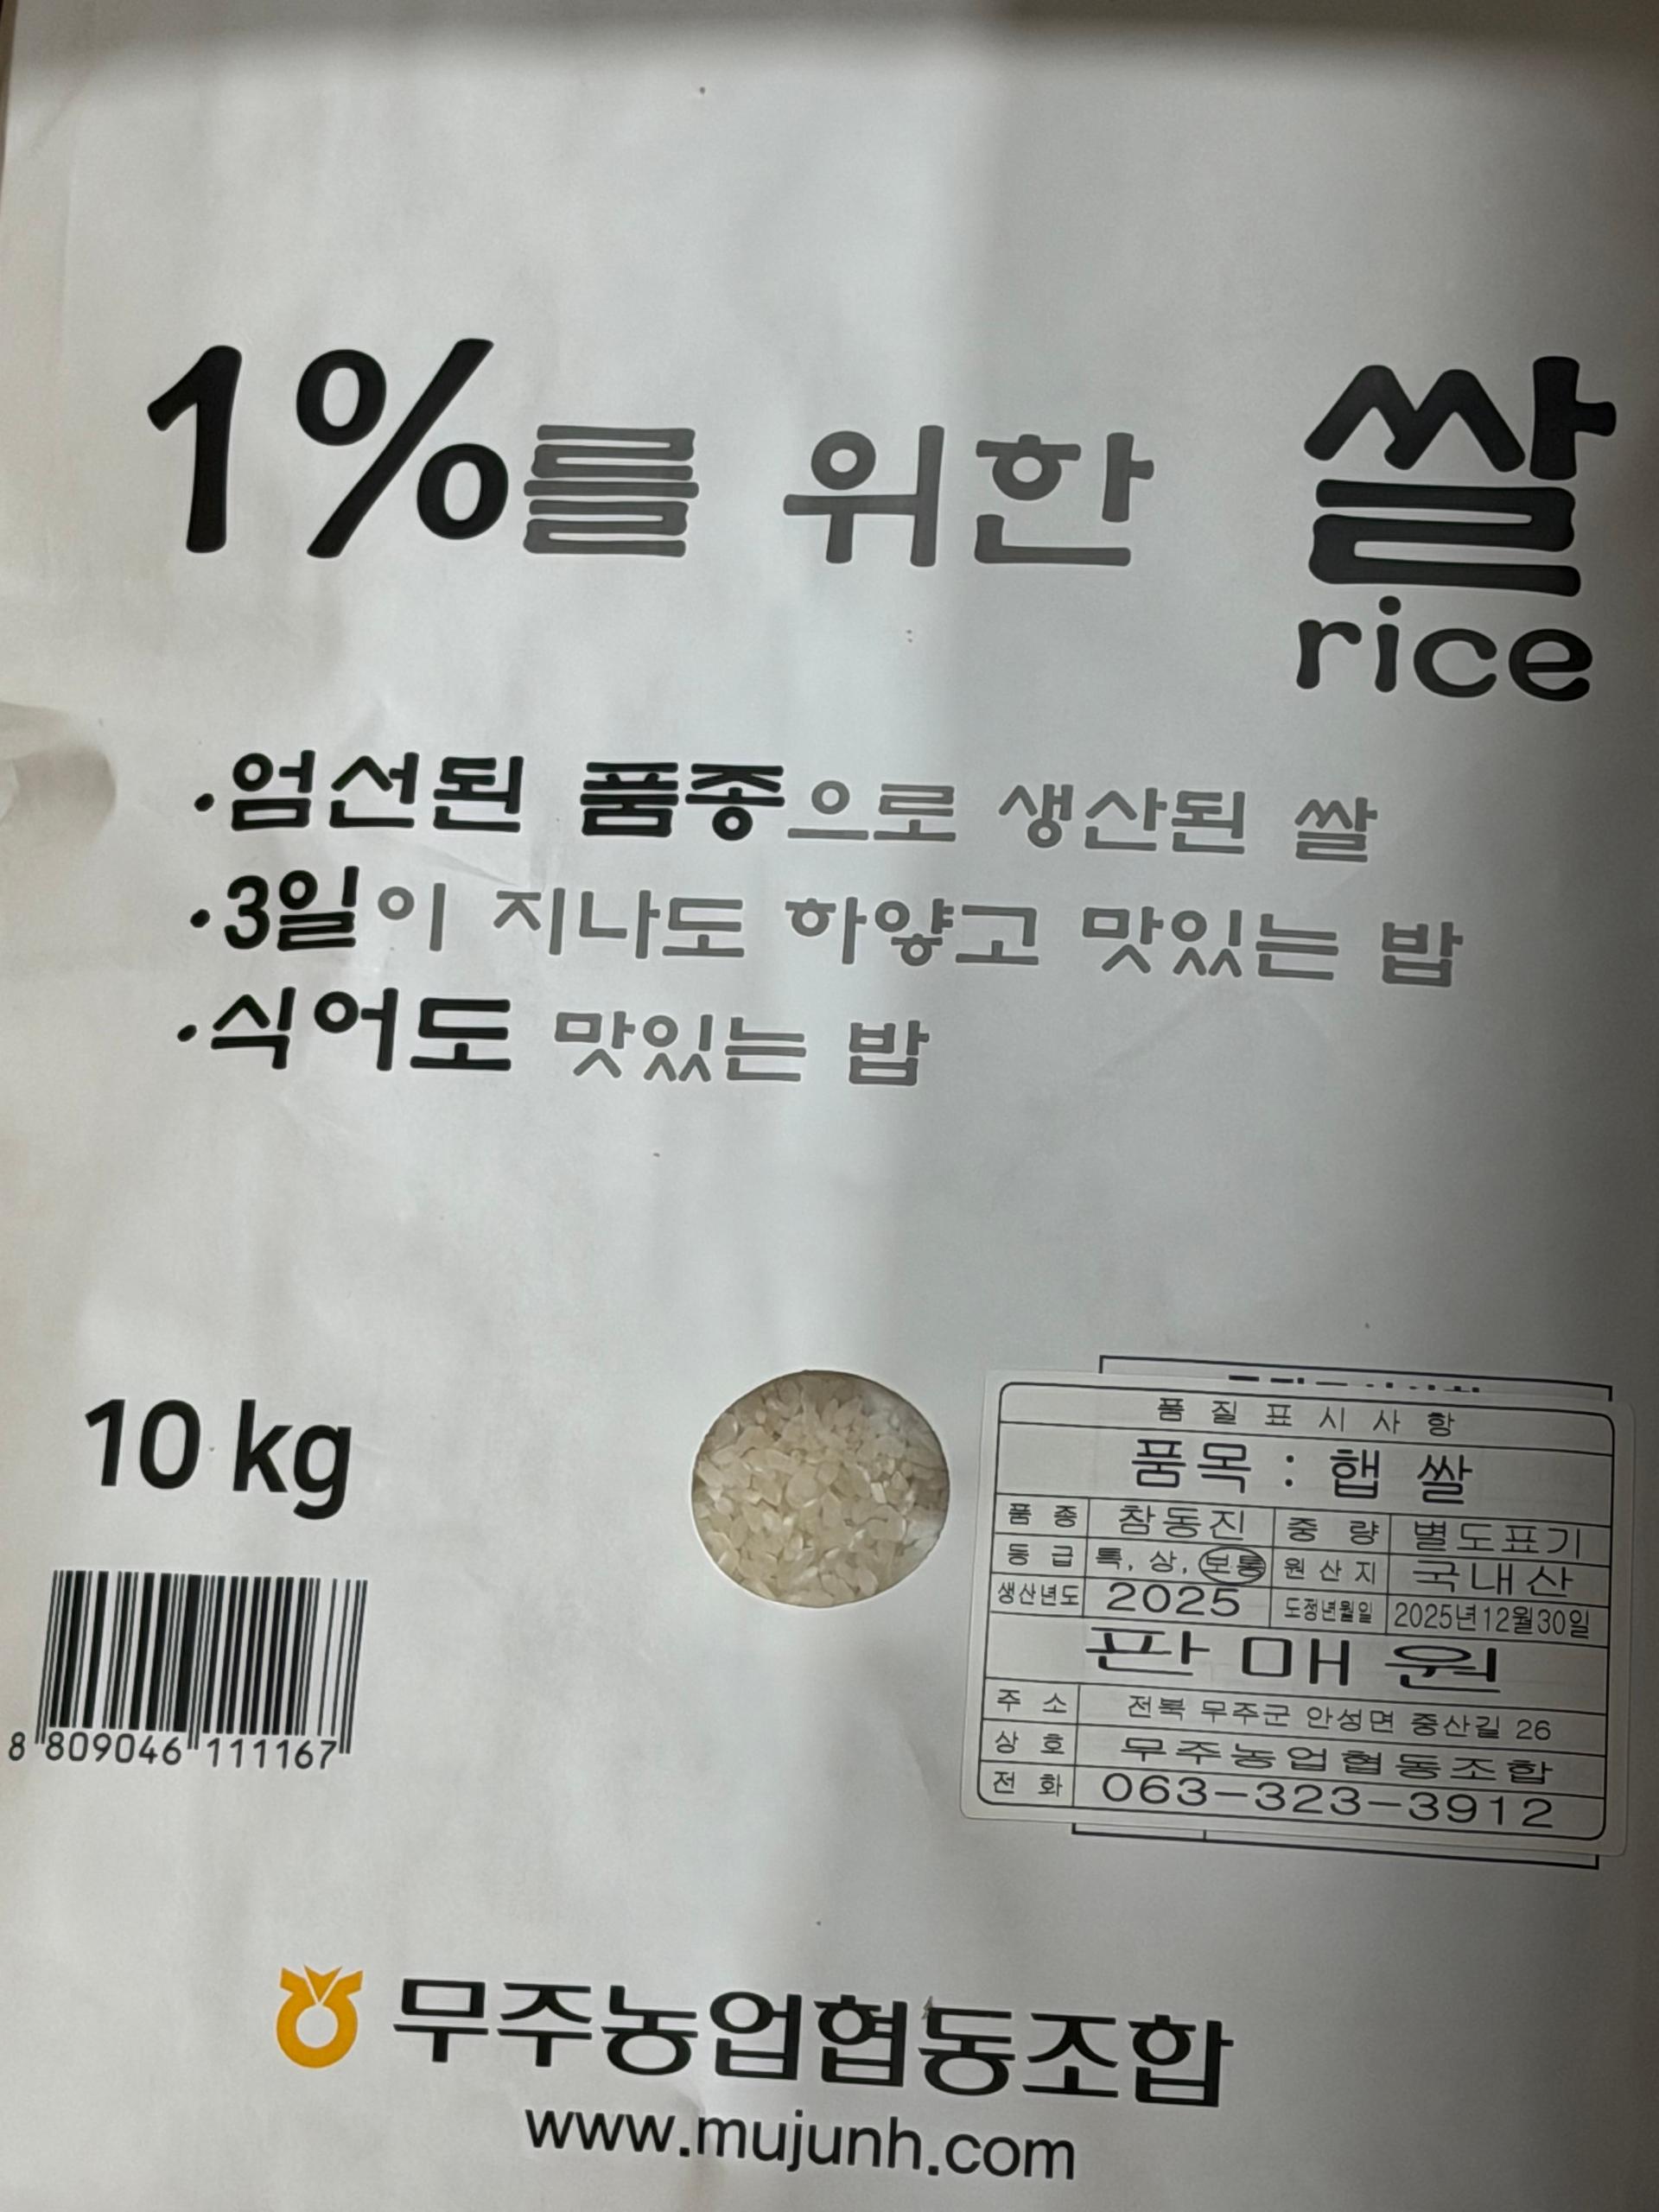 1%를 위한 쌀
rice
·엄선된 품종으로 생산된 쌀
·3일이 지나도 하얗고 맛있는 밥
·식어도 맛있는 밥
10 kg
품 질 표 시 사 항
품목 : 햅 쌀
품 종 참동진 중 량 별도표기
등 급 특, 상, 보통 원 산 지 국내산
생산년도 2025 도정년월일 2025년12월30일
판 매 원
주 소 전북 무주군 안성면 중산길 26
상 호 무주농업협동조합
전 화 063-323-3912
8 809046 111167
무주농업협동조합
www.mujunh.com